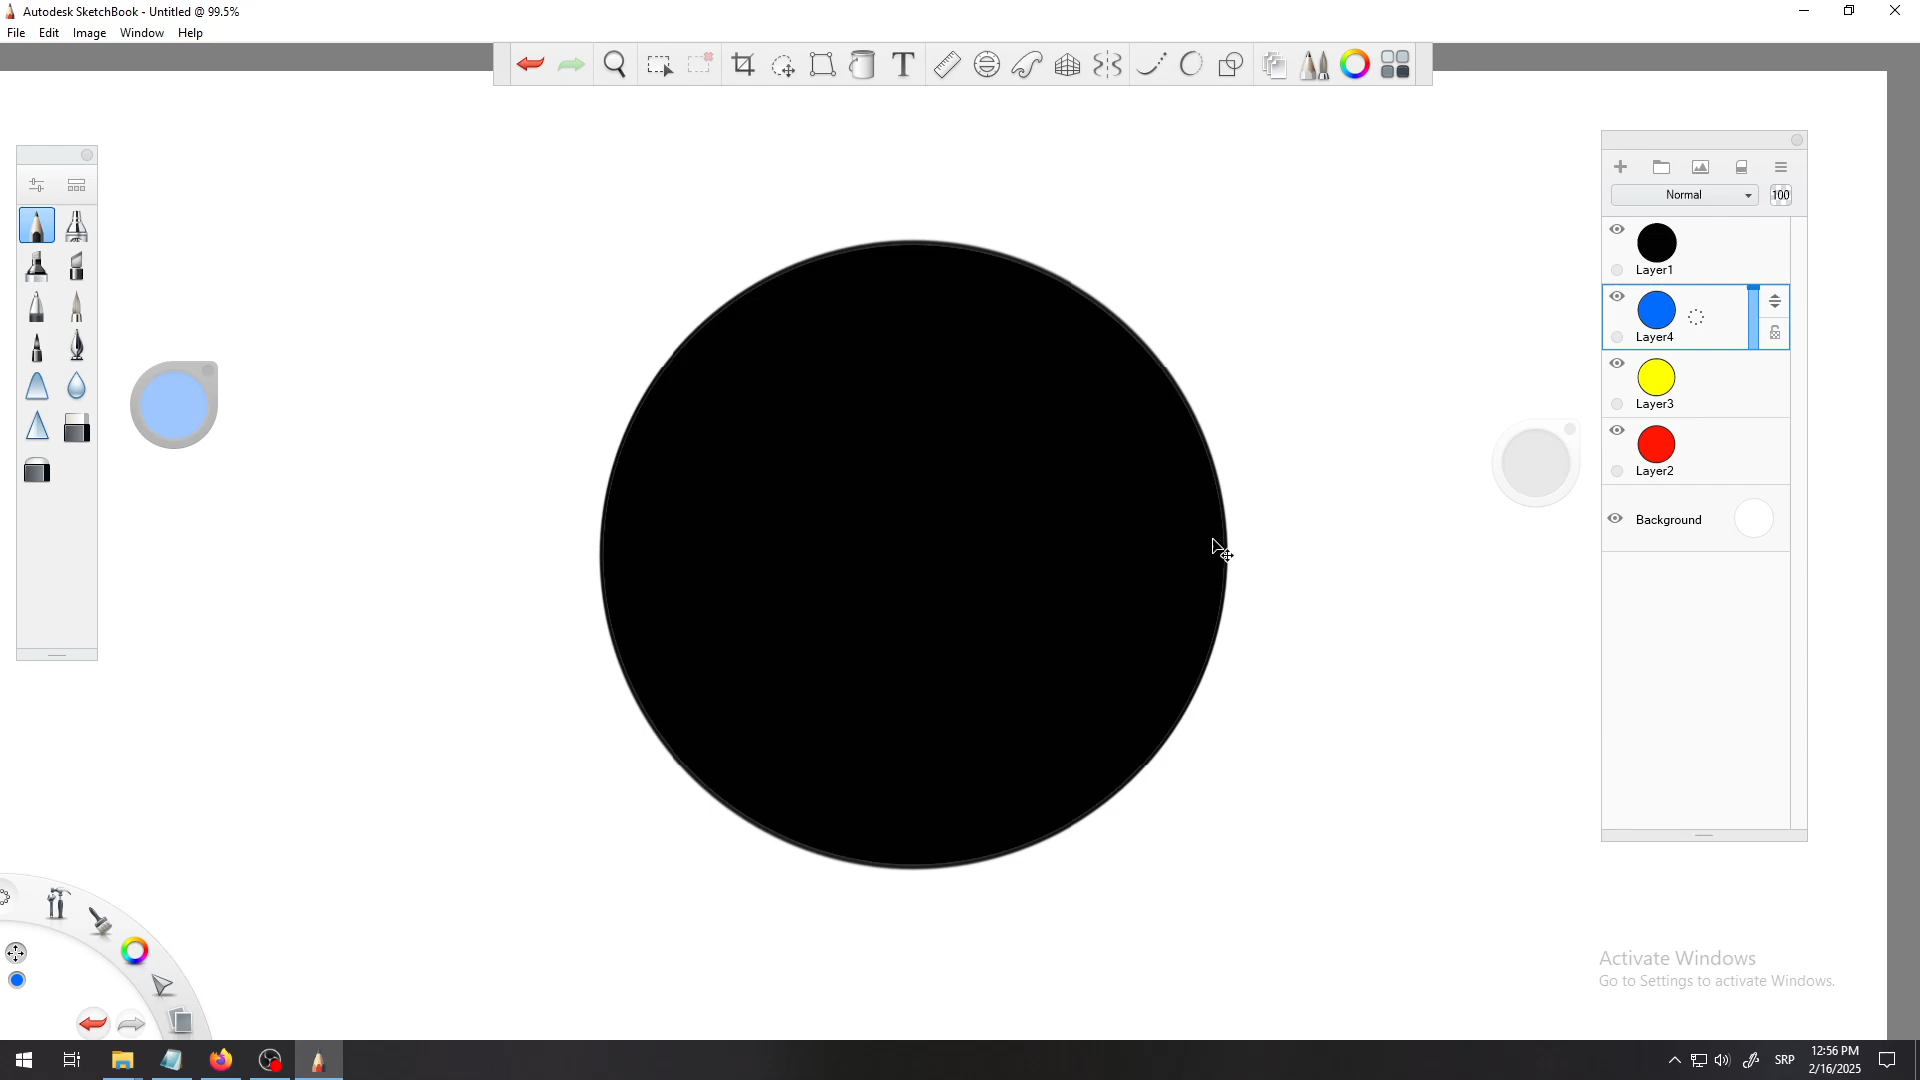 Autodesk SketchBook - Untitled @ 99.5%
File Edit Image Window Help
T
Normal 100
Layer1
Layer4
Layer3
Layer2
Background
Activate Windows
Go to Settings to activate Windows.
SRP
12:56 PM
2/16/2025